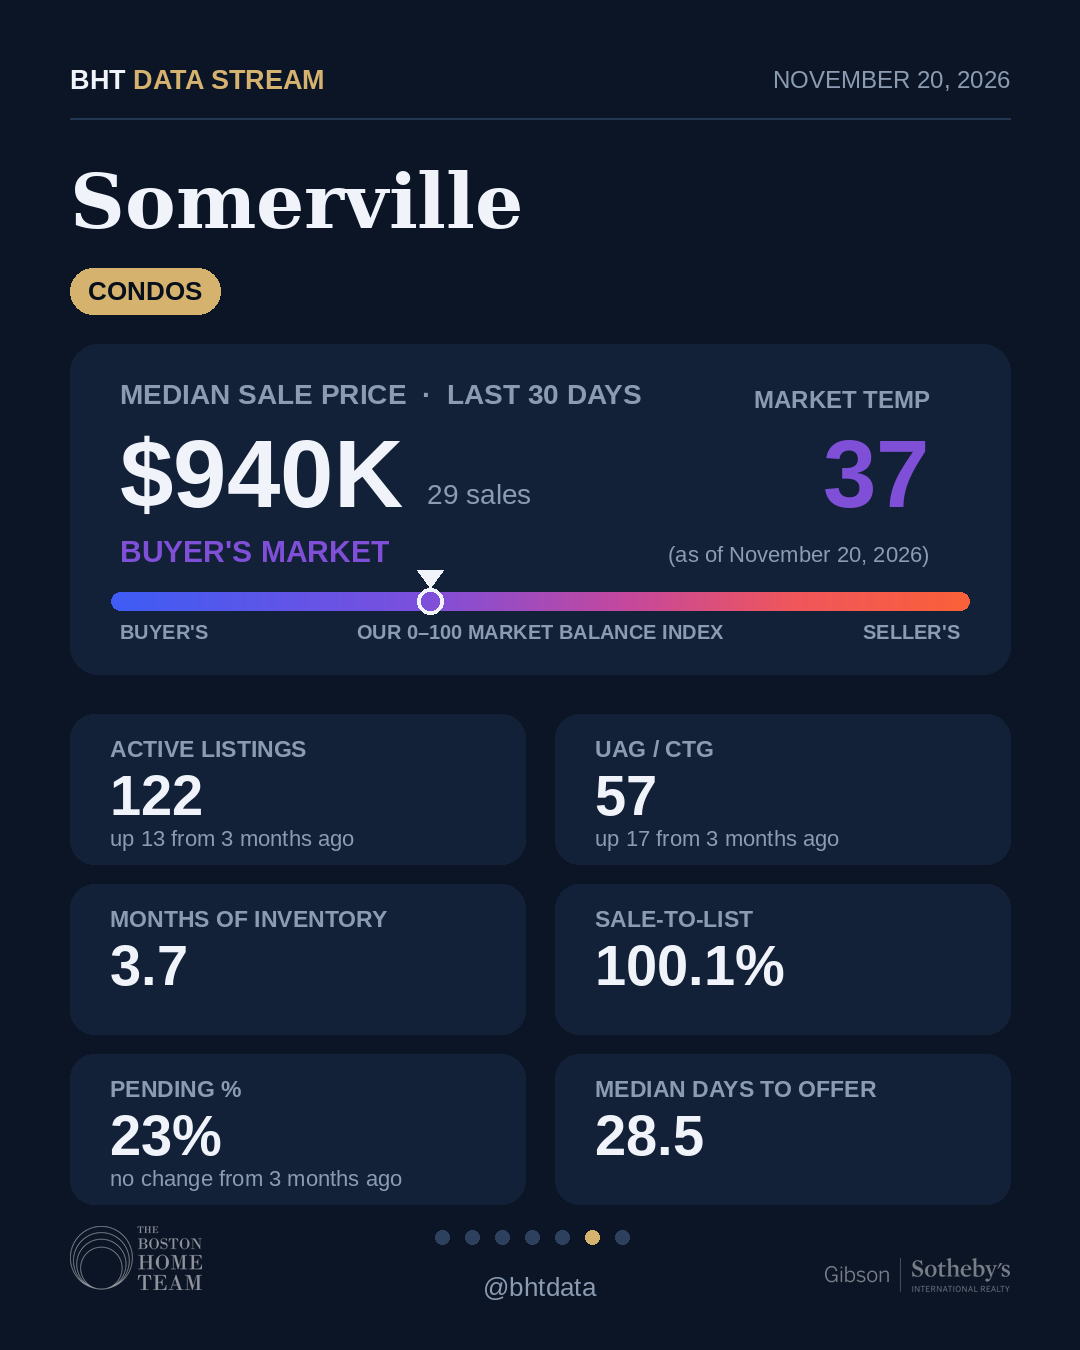 BHT DATA STREAM
NOVEMBER 20, 2026
Somerville
CONDOS
MEDIAN SALE PRICE · LAST 30 DAYS
MARKET TEMP
$940K 29 sales
37
BUYER'S MARKET
(as of November 20, 2026)
BUYER'S
OUR 0–100 MARKET BALANCE INDEX
SELLER'S
ACTIVE LISTINGS
122
up 13 from 3 months ago
UAG / CTG
57
up 17 from 3 months ago
MONTHS OF INVENTORY
3.7
SALE-TO-LIST
100.1%
PENDING %
23%
no change from 3 months ago
MEDIAN DAYS TO OFFER
28.5
THE
BOSTON
HOME
TEAM
@bhtdata
Gibson
Sotheby's
INTERNATIONAL REALTY